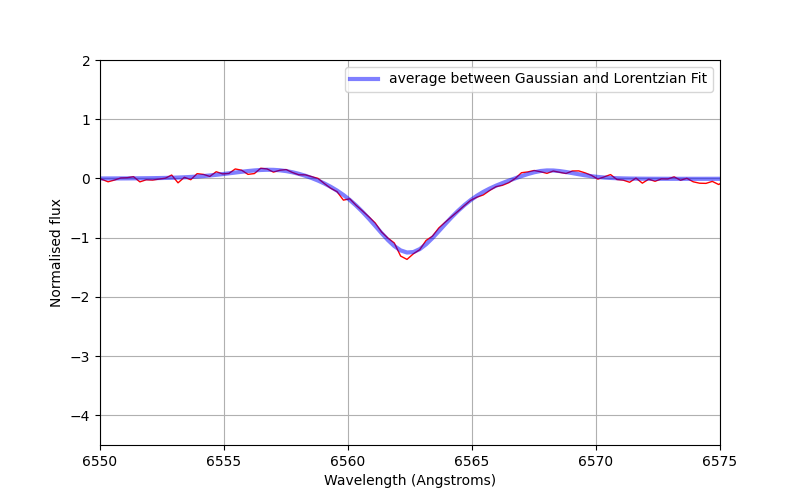 average between Gaussian and Lorentzian Fit
2
1
0
−1
−2
−3
−4
Normalised flux
6550 6555 6560 6565 6570 6575
Wavelength (Angstroms)